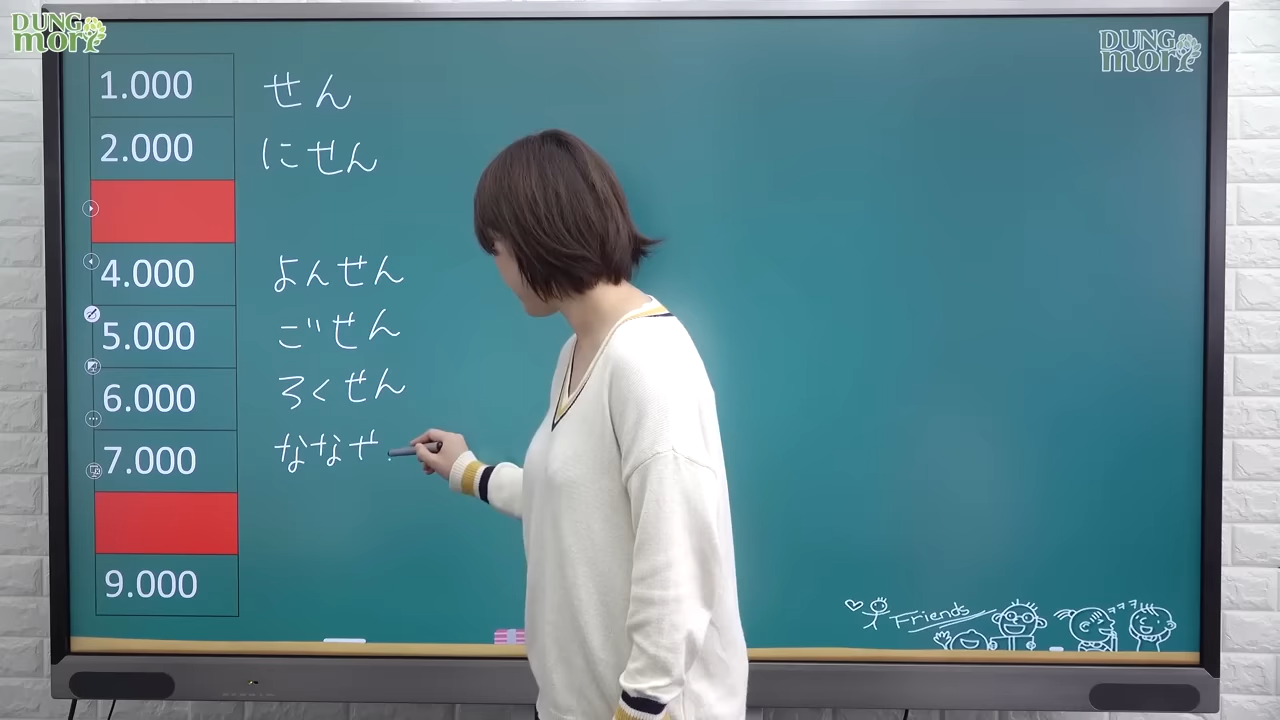 DUNG
mori
DUNG
mori
1.000 せん
2.000 にせん
4.000 よんせん
5.000 ごせん
6.000 ろくせん
7.000 ななせ
9.000
Friends